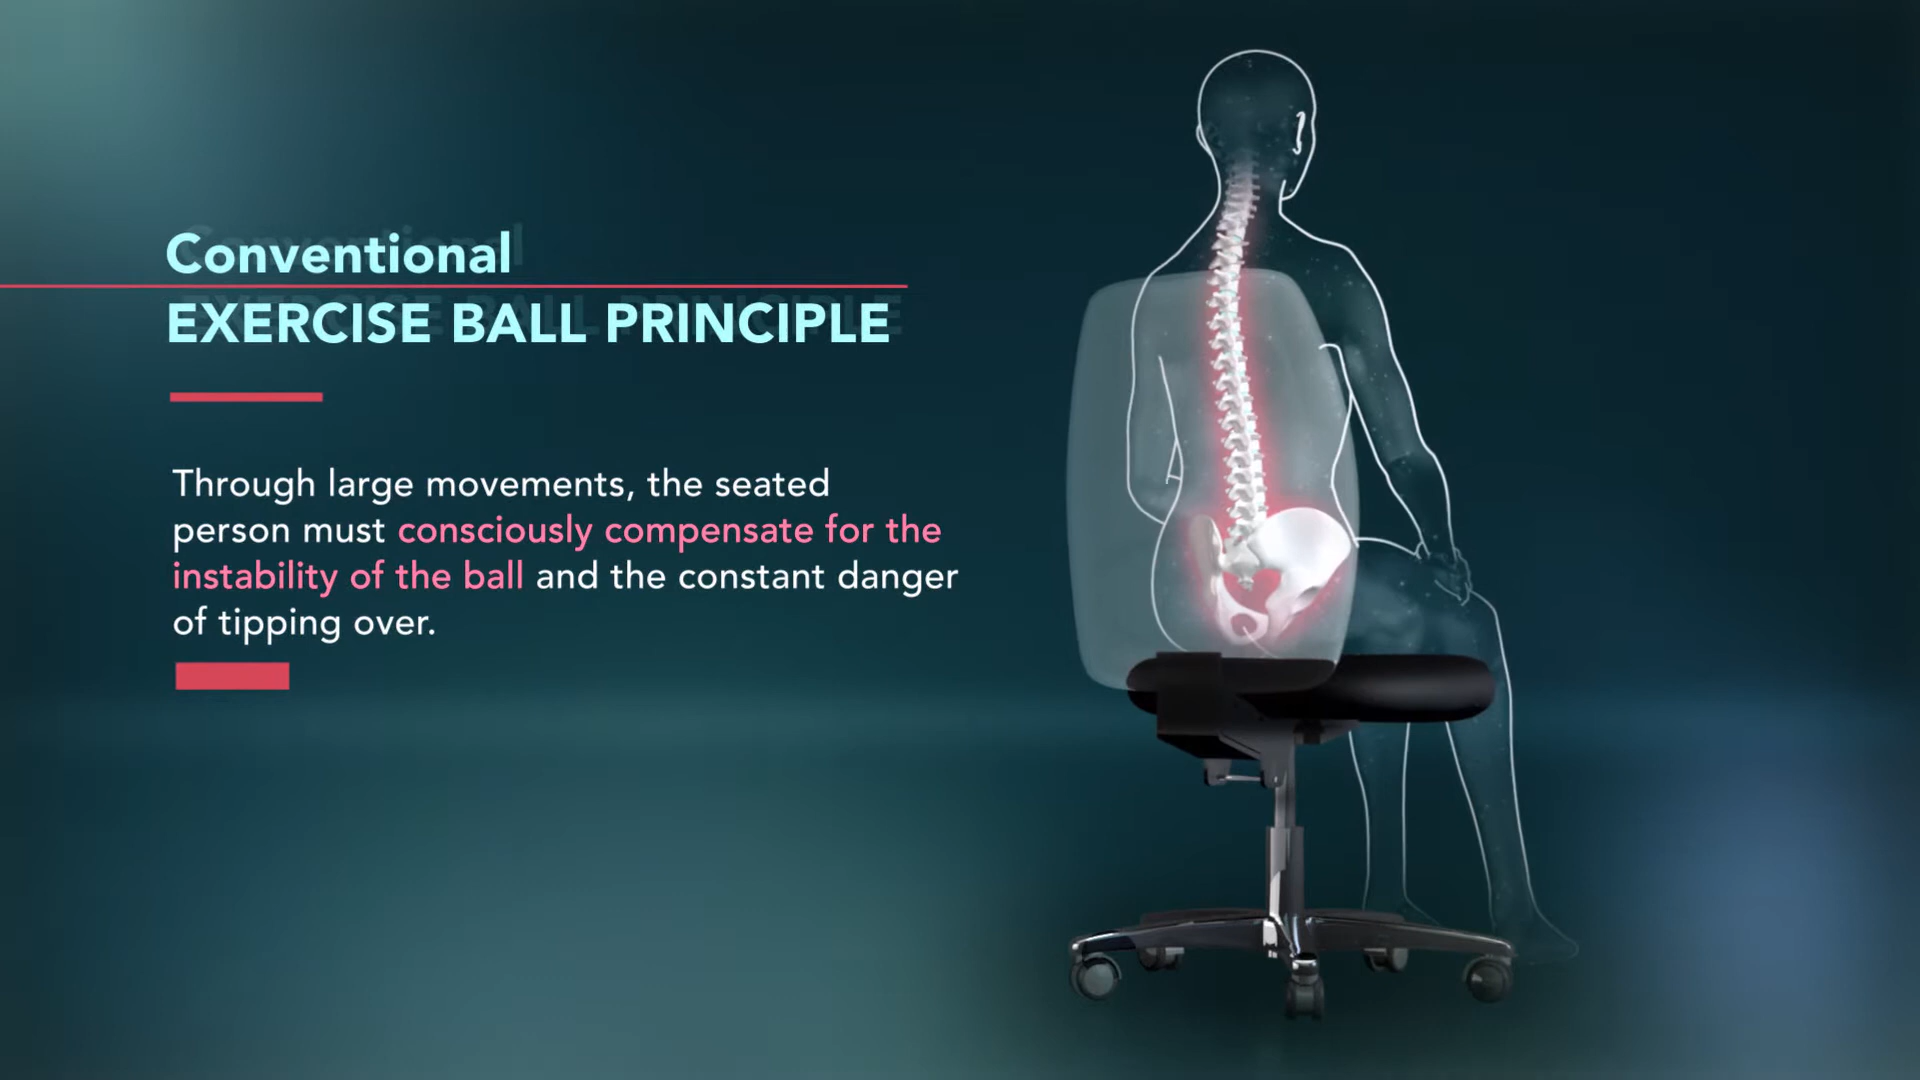 Conventional
EXERCISE BALL PRINCIPLE
Through large movements, the seated
person must consciously compensate for the
instability of the ball and the constant danger
of tipping over.